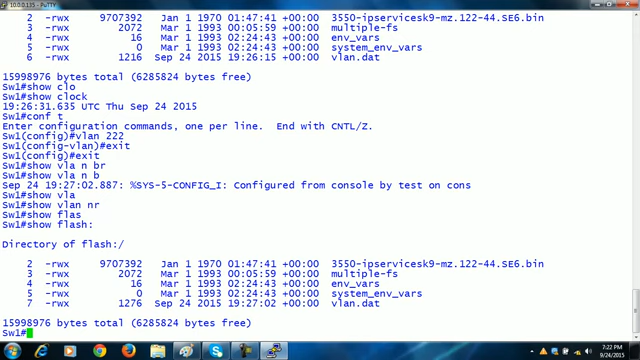 10.0.0.135 - PuTTY
2 -rwx 9707392 Jan 1 1970 01:47:41 +00:00 3550-ipservicesk9-mz.122-44.SE6.bin
3 -rwx 2072 Mar 1 1993 00:05:59 +00:00 multiple-fs
4 -rwx 16 Mar 1 1993 02:24:43 +00:00 env_vars
5 -rwx 0 Mar 1 1993 02:24:43 +00:00 system_env_vars
6 -rwx 1216 Sep 24 2015 19:26:15 +00:00 vlan.dat
15998976 bytes total (6285824 bytes free)
Sw1#show clo
Sw1#show clock
19:26:31.635 UTC Thu Sep 24 2015
Sw1#conf t
Enter configuration commands, one per line. End with CNTL/Z.
Sw1(config)#vlan 222
Sw1(config-vlan)#exit
Sw1(config)#exit
Sw1#show vla n br
Sw1#show vla n b
Sep 24 19:27:02.887: %SYS-5-CONFIG_I: Configured from console by test on cons
Sw1#show vla
Sw1#show vlan nr
Sw1#show flas
Sw1#show flash:
Directory of flash:/
2 -rwx 9707392 Jan 1 1970 01:47:41 +00:00 3550-ipservicesk9-mz.122-44.SE6.bin
3 -rwx 2072 Mar 1 1993 00:05:59 +00:00 multiple-fs
4 -rwx 16 Mar 1 1993 02:24:43 +00:00 env_vars
5 -rwx 0 Mar 1 1993 02:24:43 +00:00 system_env_vars
7 -rwx 1276 Sep 24 2015 19:27:02 +00:00 vlan.dat
15998976 bytes total (6285824 bytes free)
Sw1#
7:22 PM
9/24/2015